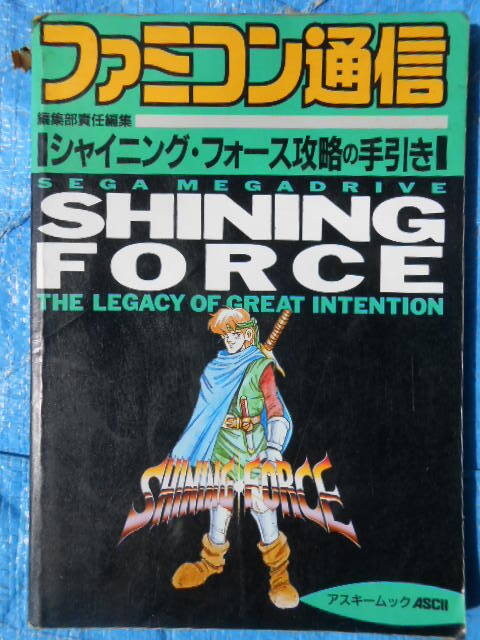 ファミコン通信
編集部責任編集
シャイニング・フォース攻略の手引き
SEGA MEGADRIVE
SHINING
FORCE
THE LEGACY OF GREAT INTENTION
SHINING FORCE
アスキームック ASCII